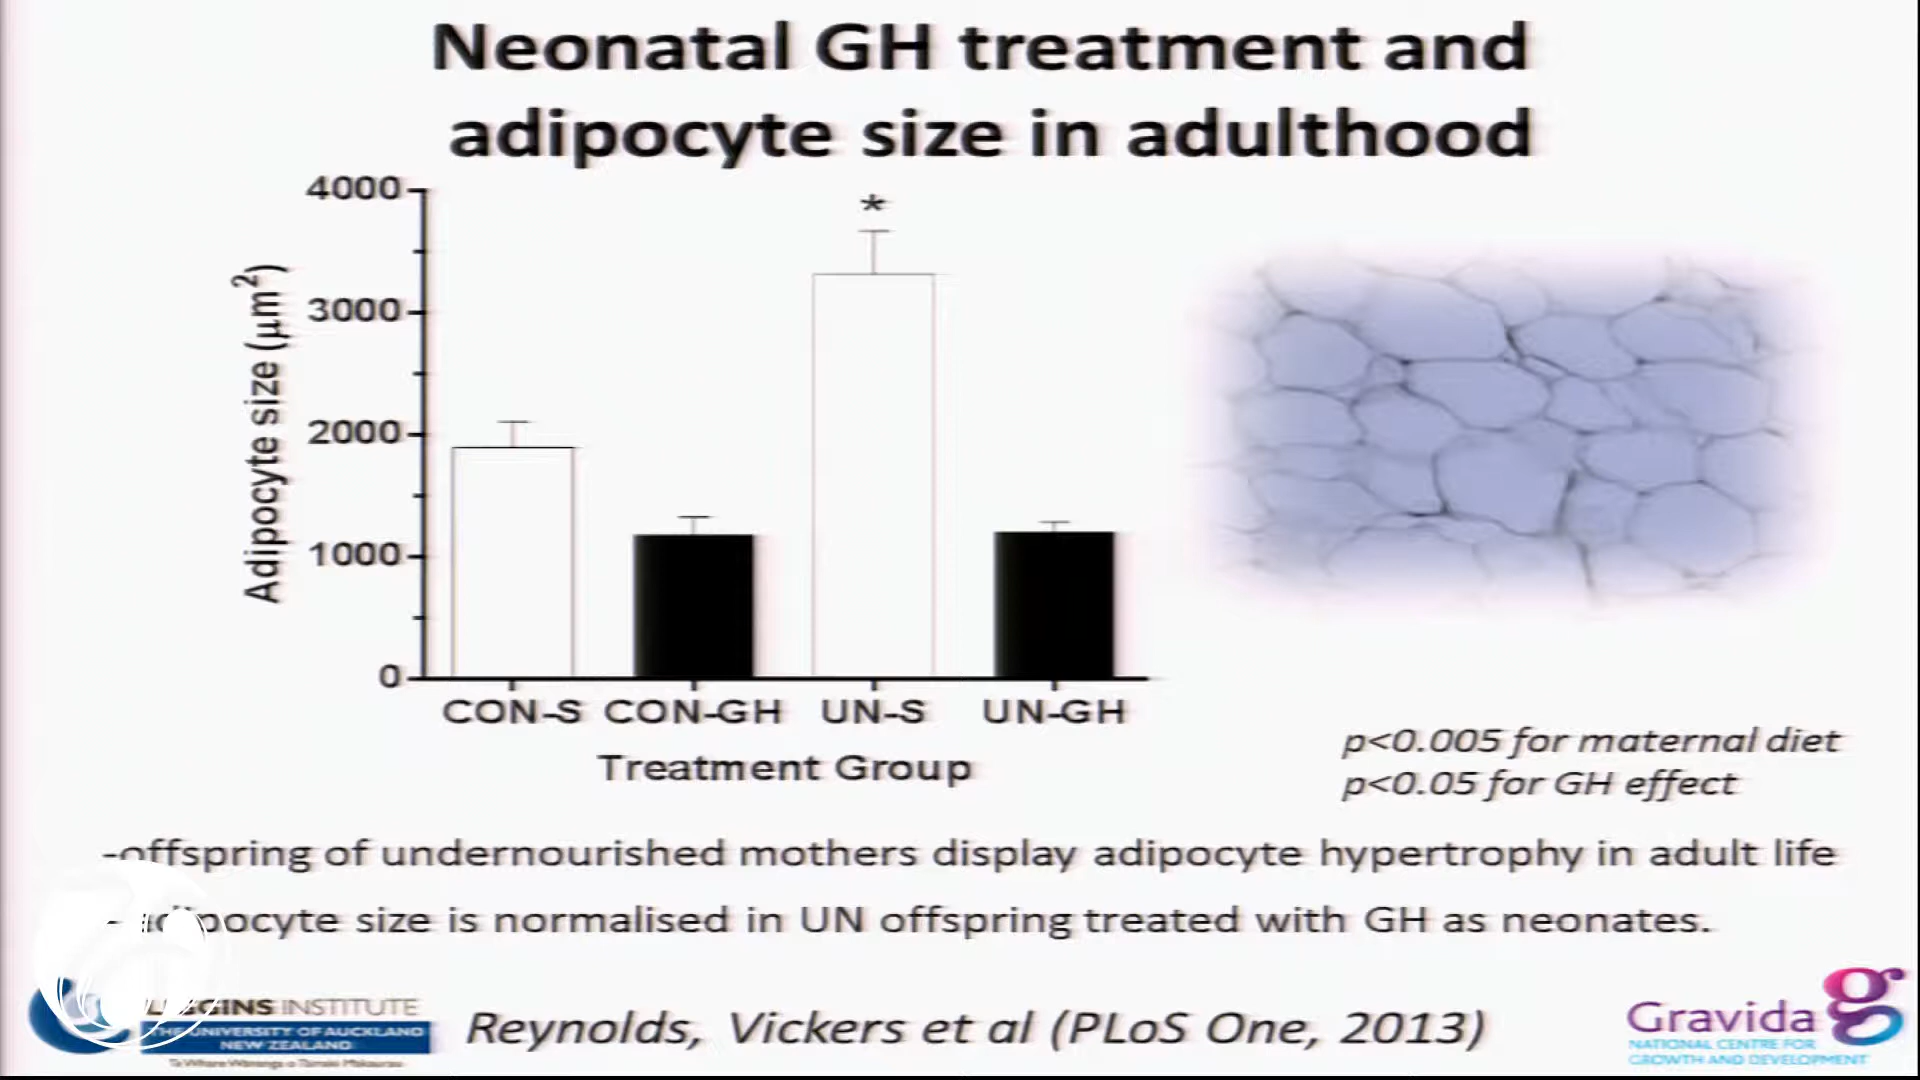 Neonatal GH treatment and
adipocyte size in adulthood
4000
3000
2000
1000
0
Adipocyte size (μm²)
*
CON-S CON-GH UN-S UN-GH
Treatment Group
p<0.005 for maternal diet
p<0.05 for GH effect
-offspring of undernourished mothers display adipocyte hypertrophy in adult life
- adipocyte size is normalised in UN offspring treated with GH as neonates.
LIGGINS INSTITUTE
THE UNIVERSITY OF AUCKLAND
NEW ZEALAND
Reynolds, Vickers et al (PLoS One, 2013)
Gravida
NATIONAL CENTRE FOR
GROWTH AND DEVELOPMENT